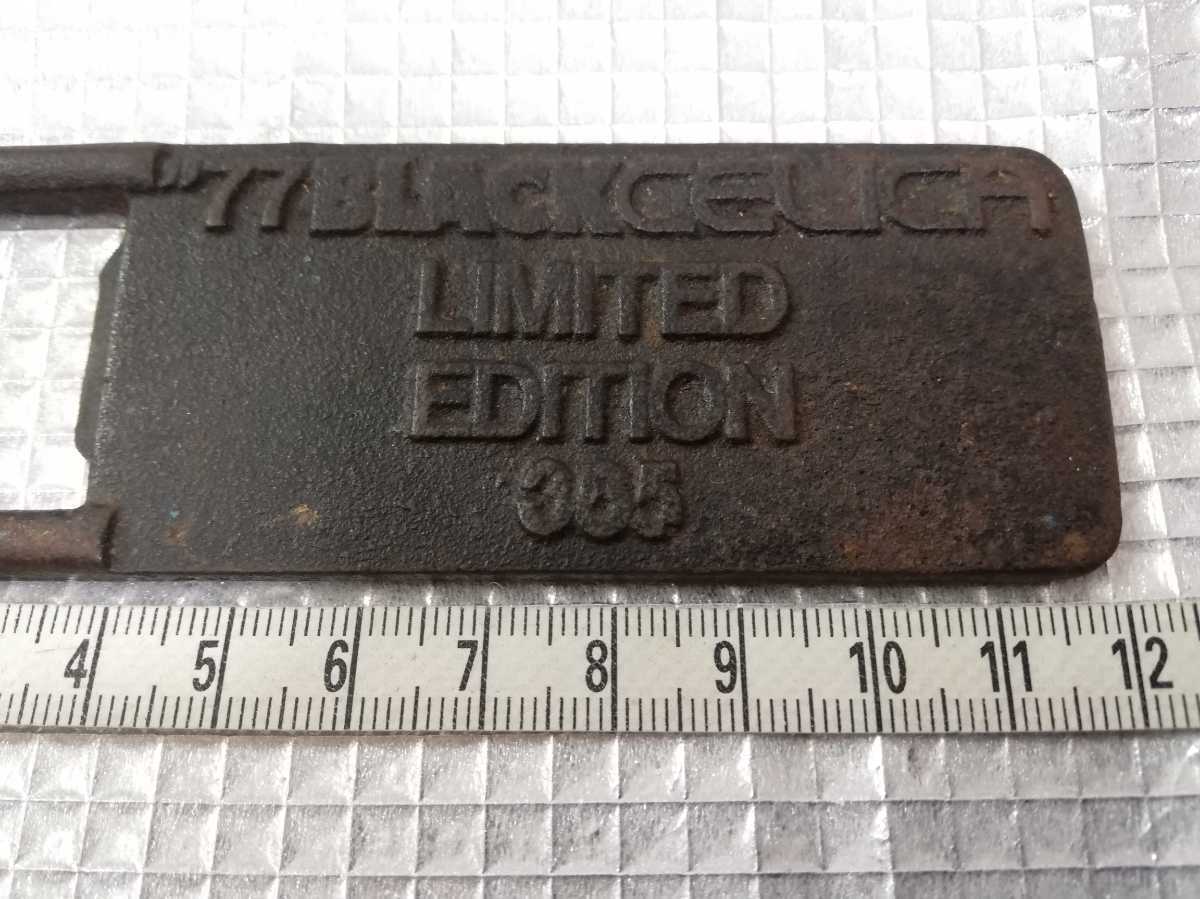 '77 BLACK CELICA
LIMITED
EDITION
305
4 5 6 7 8 9 10 11 12